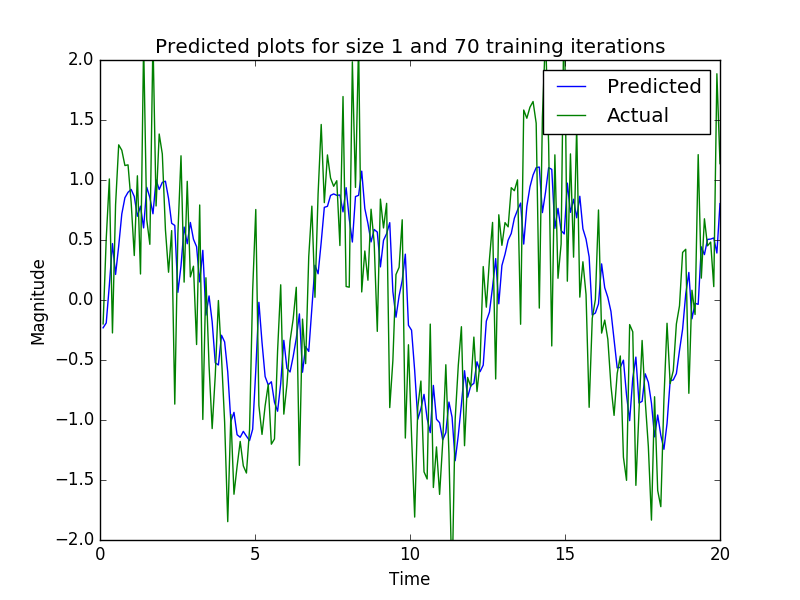 Predicted plots for size 1 and 70 training iterations
Predicted
Actual
Magnitude
2.0
1.5
1.0
0.5
0.0
−0.5
−1.0
−1.5
−2.0
0
5
10
15
20
Time